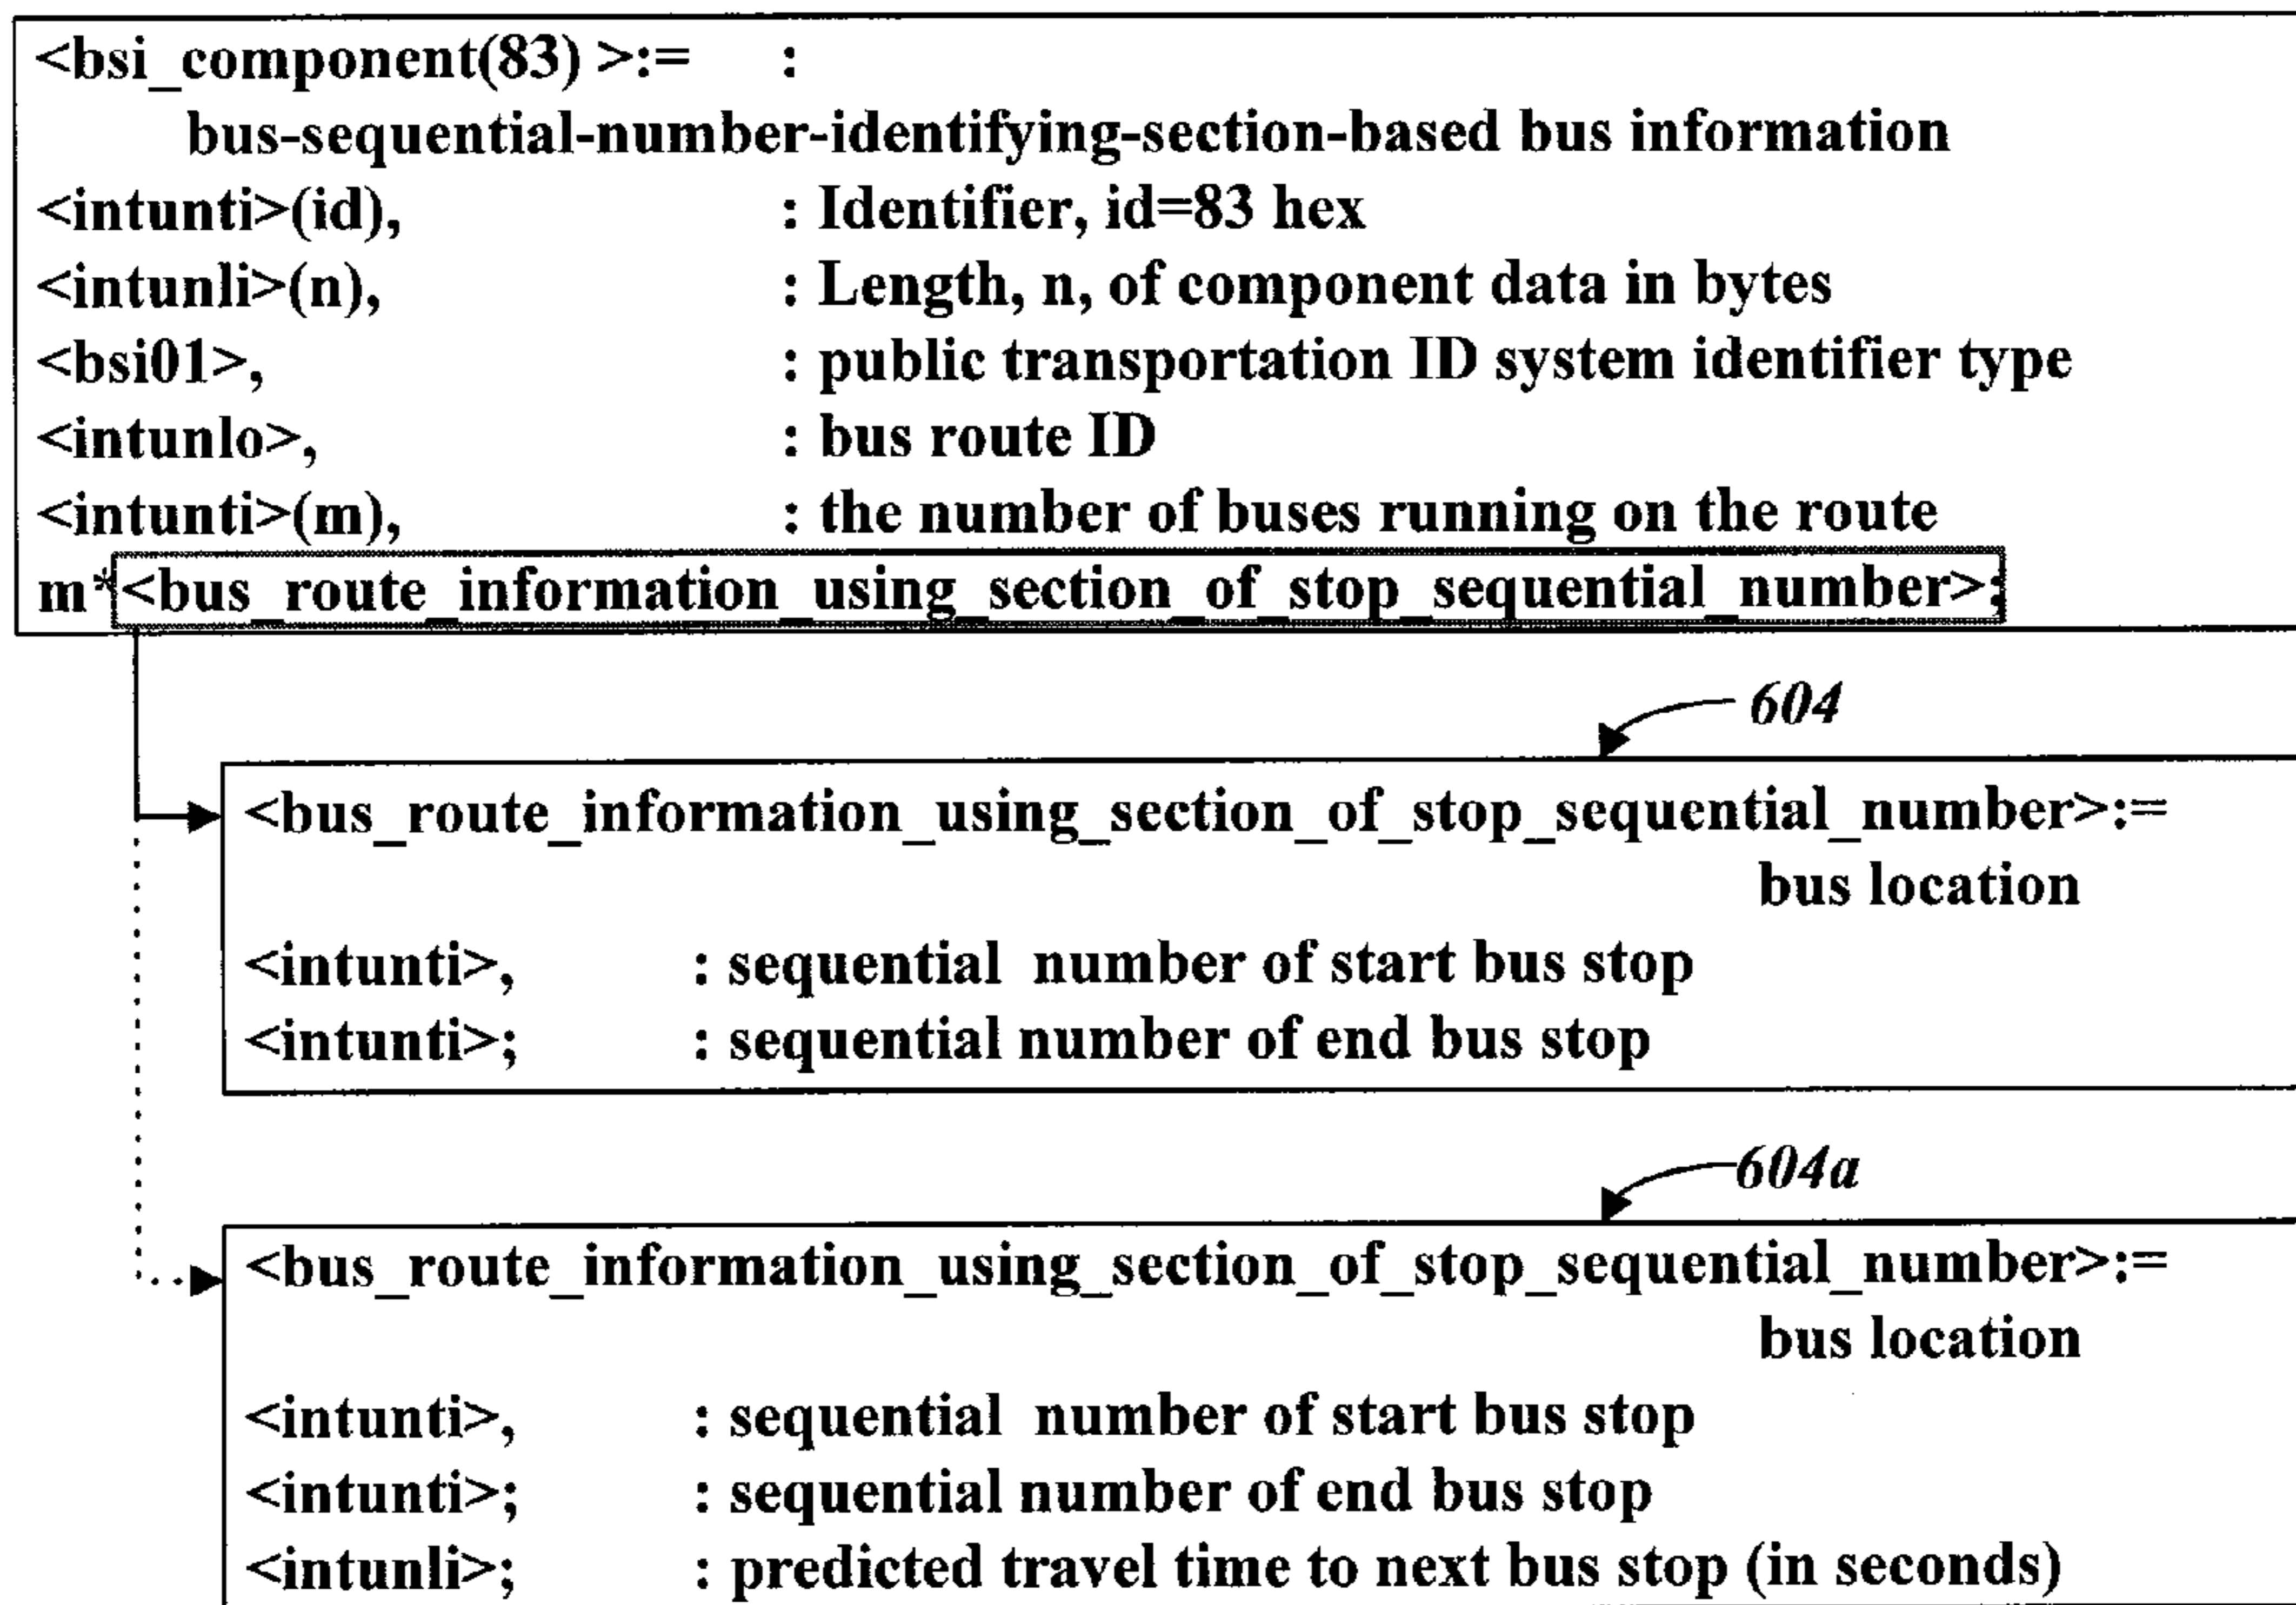 <bsi_component(83) >:= :
bus-sequential-number-identifying-section-based bus information
<intunti>(id), : Identifier, id=83 hex
<intunli>(n), : Length, n, of component data in bytes
<bsi01>, : public transportation ID system identifier type
<intunlo>, : bus route ID
<intunti>(m), : the number of buses running on the route
m*<bus_route_information_using_section_of_stop_sequential_number>;
604
<bus_route_information_using_section_of_stop_sequential_number>:=
bus location
<intunti>, : sequential number of start bus stop
<intunti>; : sequential number of end bus stop
604a
<bus_route_information_using_section_of_stop_sequential_number>:=
bus location
<intunti>, : sequential number of start bus stop
<intunti>; : sequential number of end bus stop
<intunli>; : predicted travel time to next bus stop (in seconds)